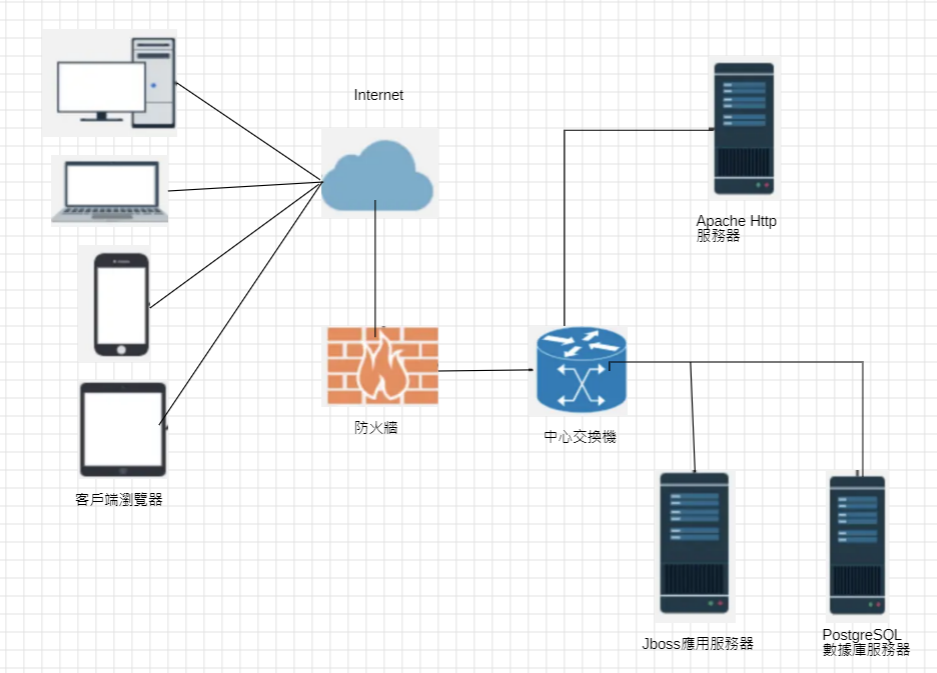 Internet
Apache Http
服務器
防火牆
中心交換機
客戶端瀏覽器
Jboss應用服務器
PostgreSQL
數據庫服務器